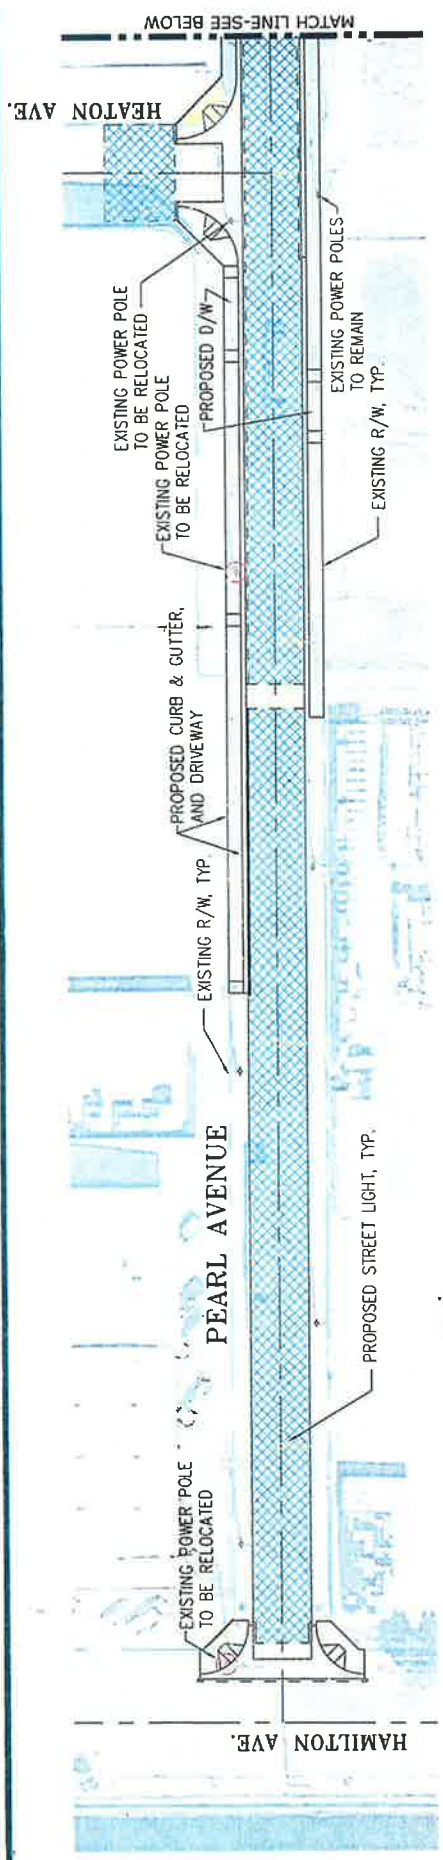 MATCH LINE-SEE BELOW
HEATON AVE.
EXISTING POWER POLE
TO BE RELOCATED
EXISTING POWER POLE
TO BE RELOCATED
PROPOSED D/W
EXISTING POWER POLES
TO REMAIN
EXISTING R/W, TYP.
PROPOSED CURB & GUTTER,
AND DRIVEWAY
EXISTING R/W, TYP.
PEARL AVENUE
PROPOSED STREET LIGHT, TYP.
EXISTING POWER POLE
TO BE RELOCATED
HAMILTON AVE.